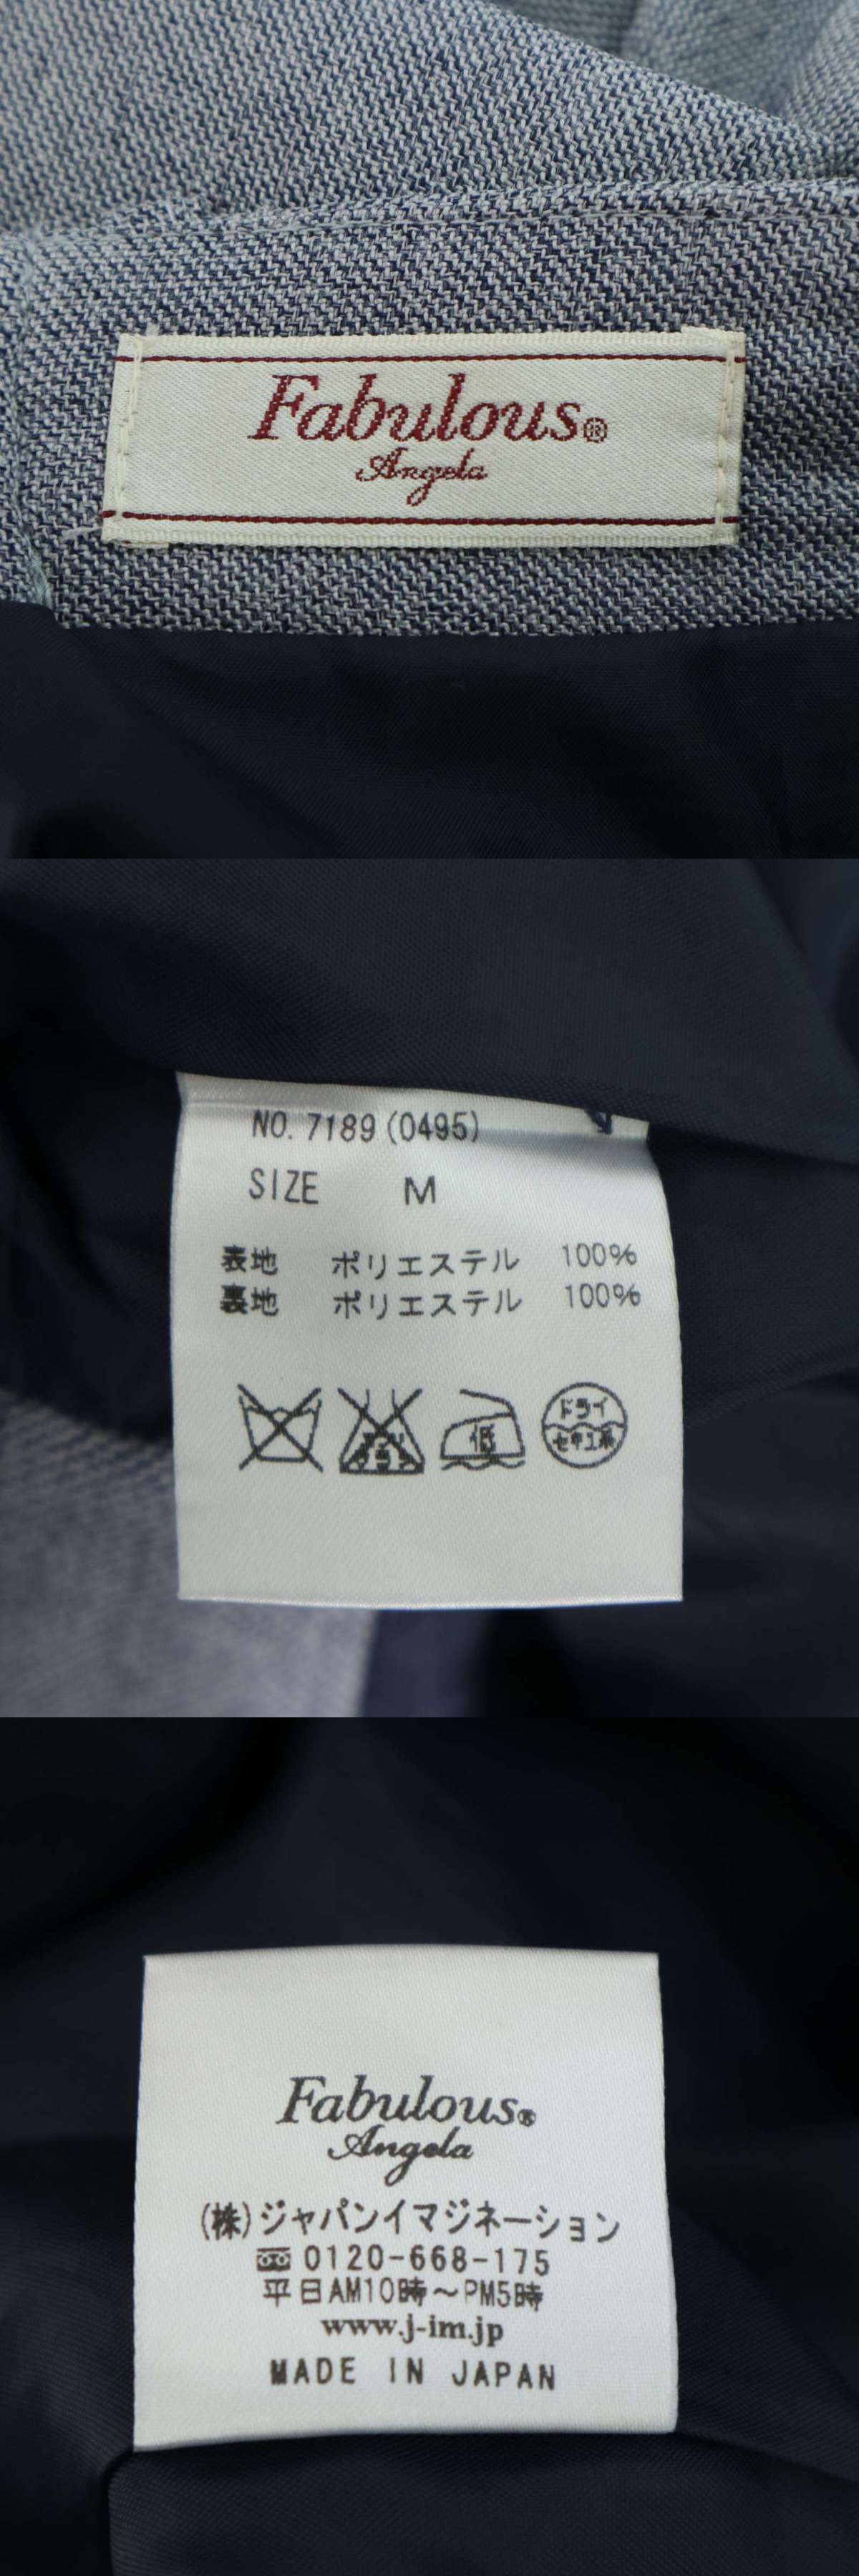 Fabulous®
Angela
NO. 7189 (0495)
SIZE M
表地 ポリエステル 100%
裏地 ポリエステル 100%
低
ドライ
セキユ系
Fabulous®
Angela
(株)ジャパンイマジネーション
0120-668-175
平日AM10時～PM5時
www.j-im.jp
MADE IN JAPAN